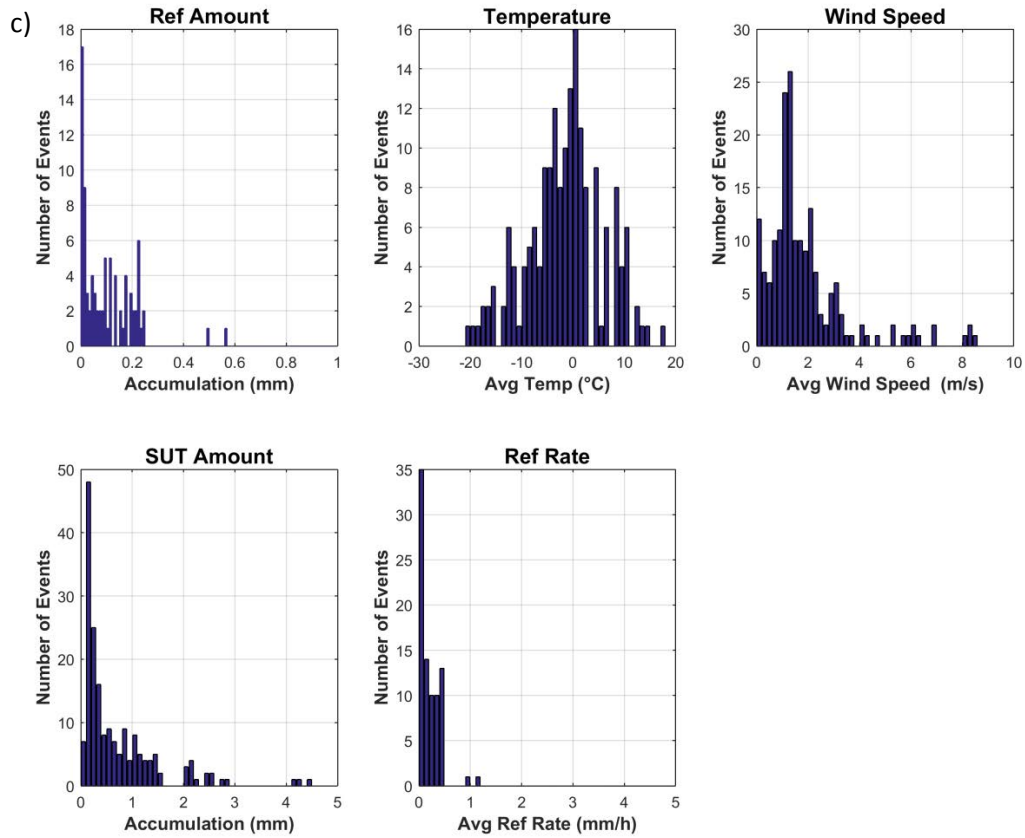 c)
Ref Amount
18
16
14
12
10
8
6
4
2
0
Number of Events
0 0.2 0.4 0.6 0.8 1
Accumulation (mm)
Temperature
16
14
12
10
8
6
4
2
0
Number of Events
-30 -20 -10 0 10 20
Avg Temp (°C)
Wind Speed
30
25
20
15
10
5
0
Number of Events
0 2 4 6 8 10
Avg Wind Speed (m/s)
SUT Amount
50
40
30
20
10
0
Number of Events
0 1 2 3 4 5
Accumulation (mm)
Ref Rate
35
30
25
20
15
10
5
0
Number of Events
0 1 2 3 4 5
Avg Ref Rate (mm/h)